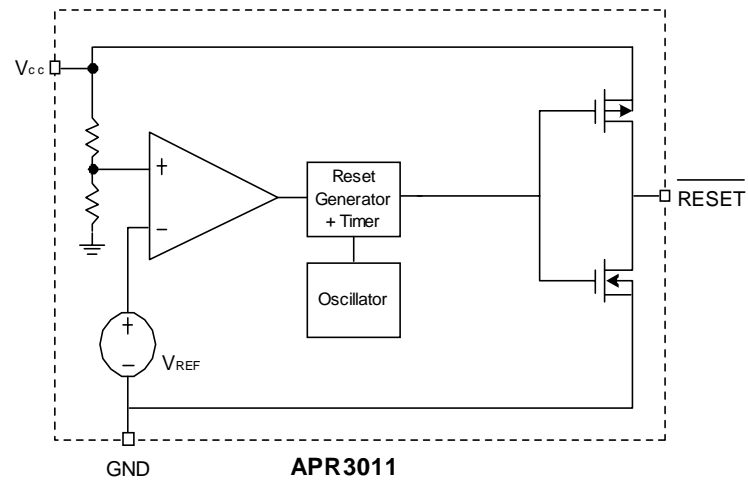 Vcc
+
−
Reset
Generator
+ Timer
Oscillator
+
−
VREF
RESET
GND
APR3011